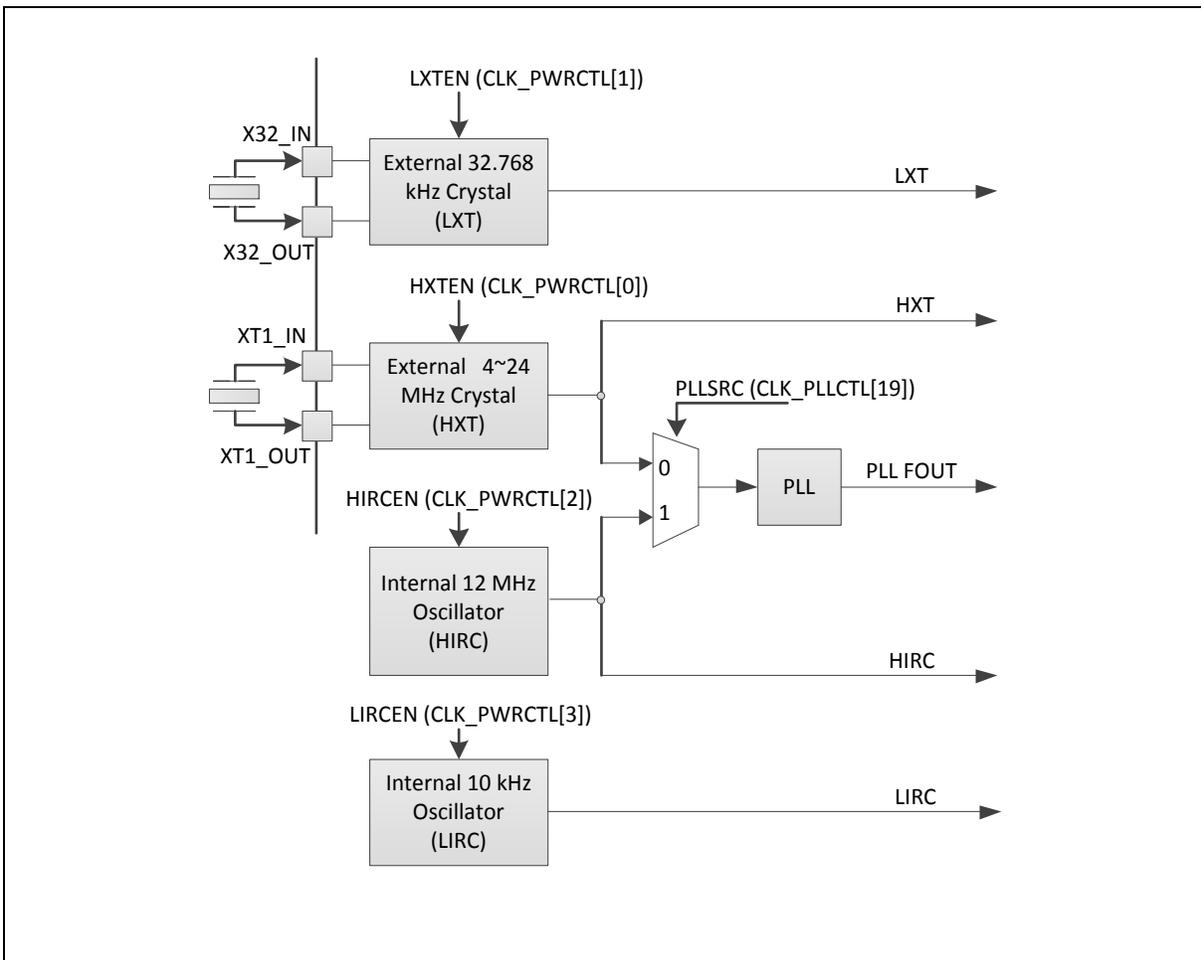 LXTEN (CLK_PWRCTL[1])
X32_IN
External 32.768
kHz Crystal
(LXT)
LXT
X32_OUT
HXTEN (CLK_PWRCTL[0])
HXT
XT1_IN
External 4~24
MHz Crystal
(HXT)
PLLSRC (CLK_PLLCTL[19])
XT1_OUT
0
PLL
PLL FOUT
1
HIRCEN (CLK_PWRCTL[2])
Internal 12 MHz
Oscillator
(HIRC)
HIRC
LIRCEN (CLK_PWRCTL[3])
Internal 10 kHz
Oscillator
(LIRC)
LIRC